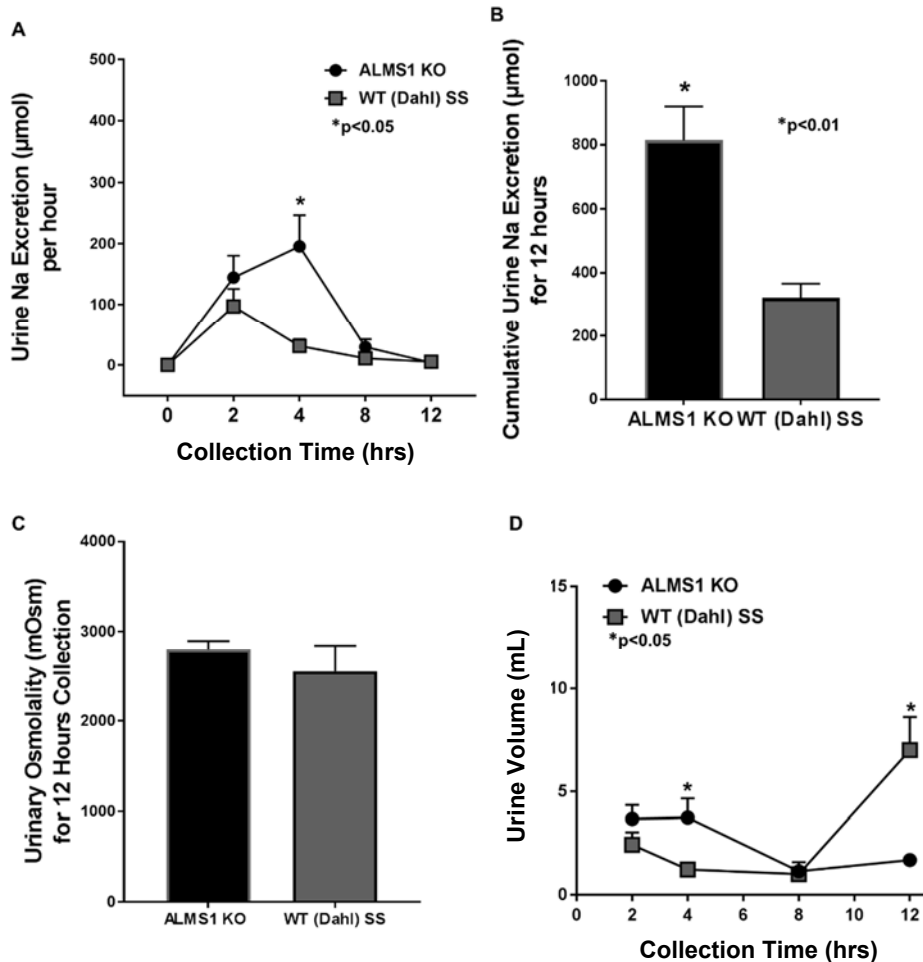 A
Urine Na Excretion (µmol)
per hour
500
400
300
200
100
0
ALMS1 KO
WT (Dahl) SS
*p<0.05
*
0 2 4 8 12
Collection Time (hrs)
B
Cumulative Urine Na Excretion (µmol)
for 12 hours
1000
800
600
400
200
0
*
*p<0.01
ALMS1 KO WT (Dahl) SS
C
Urinary Osmolality (mOsm)
for 12 Hours Collection
4000
3000
2000
1000
0
ALMS1 KO WT (Dahl) SS
D
Urine Volume (mL)
15
10
5
0
ALMS1 KO
WT (Dahl) SS
*p<0.05
*
*
0 2 4 6 8 10 12
Collection Time (hrs)